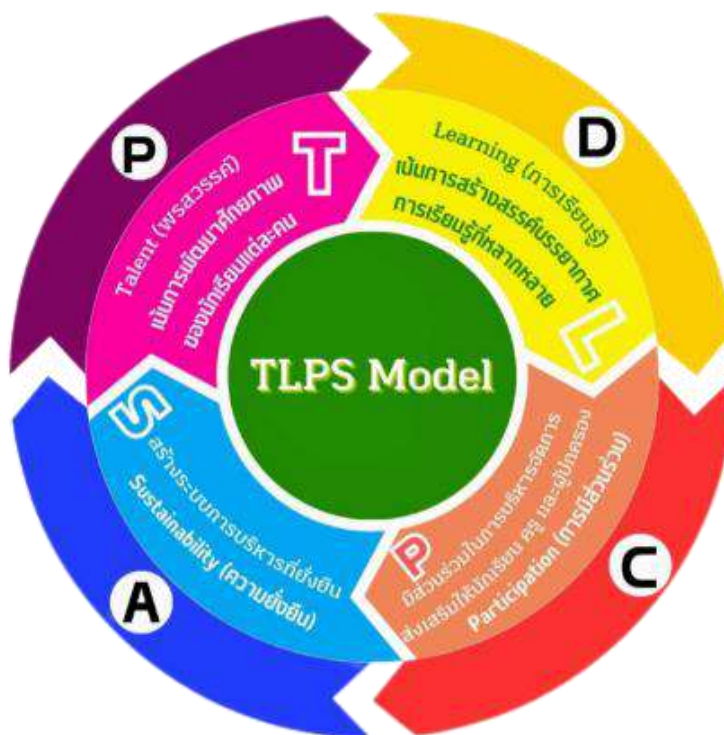 P
D
C
A
TLPS Model
T
Talent (พรสวรรค์)
เน้นการพัฒนาศักยภาพ
ของนักเรียนแต่ละคน
Learning (การเรียนรู้)
เน้นการสร้างสรรค์บรรยากาศ
การเรียนรู้ที่หลากหลาย
L
P
มีส่วนร่วมในการบริหารจัดการ
ส่งเสริมให้นักเรียน ครู และผู้ปกครอง
Participation (การมีส่วนร่วม)
S
สร้างระบบการบริหารที่ยั่งยืน
Sustainability (ความยั่งยืน)